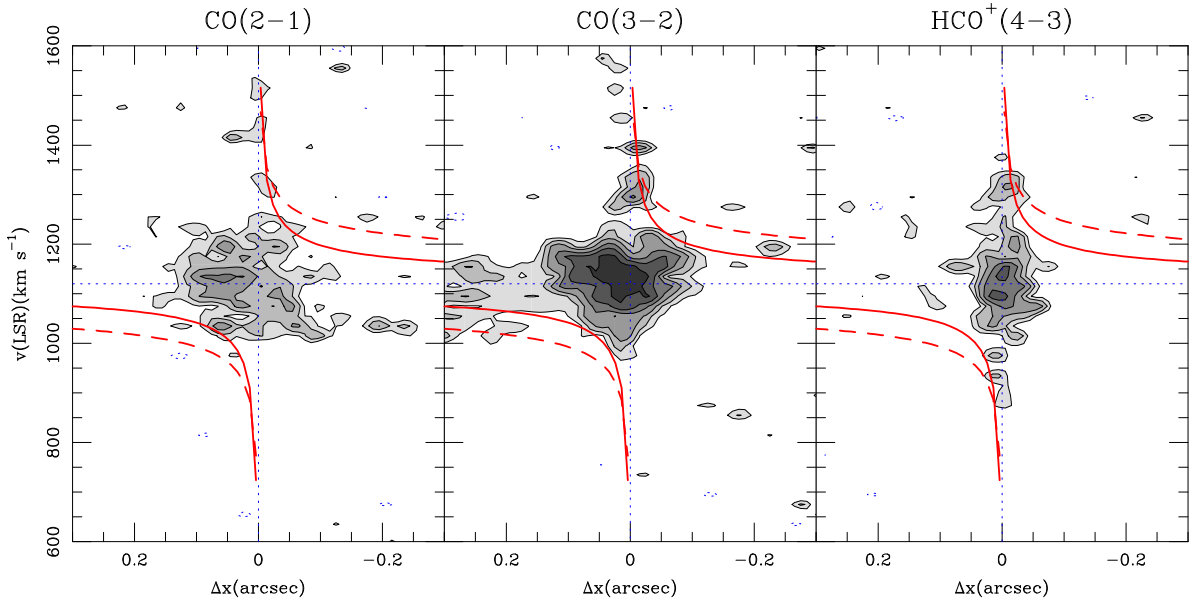 CO(2−1) CO(3−2) HCO⁺(4−3)
1600
1400
1200
1000
800
600
v(LSR)(km s⁻¹)
0.2 0 −0.2 0.2 0 −0.2 0.2 0 −0.2
Δx(arcsec) Δx(arcsec) Δx(arcsec)